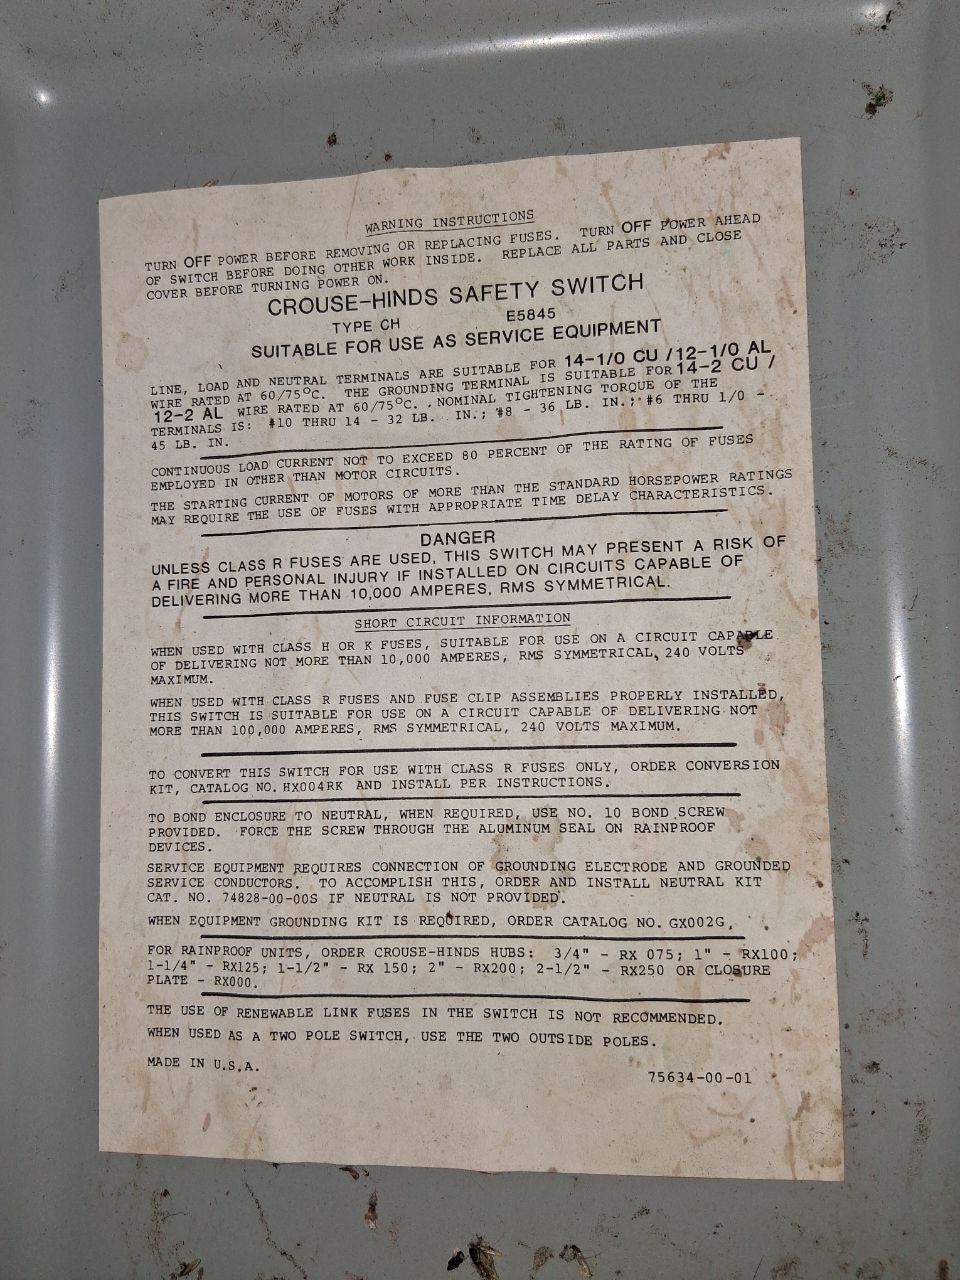 WARNING INSTRUCTIONS
TURN OFF POWER BEFORE REMOVING OR REPLACING FUSES. TURN OFF POWER AHEAD
OF SWITCH BEFORE DOING OTHER WORK INSIDE. REPLACE ALL PARTS AND CLOSE
COVER BEFORE TURNING POWER ON.
CROUSE-HINDS SAFETY SWITCH
TYPE CH E5845
SUITABLE FOR USE AS SERVICE EQUIPMENT
LINE, LOAD AND NEUTRAL TERMINALS ARE SUITABLE FOR 14-1/0 CU / 12-1/0 AL
WIRE RATED AT 60/75°C. THE GROUNDING TERMINAL IS SUITABLE FOR 14-2 CU /
12-2 AL WIRE RATED AT 60/75°C. NOMINAL TIGHTENING TORQUE OF THE
TERMINALS IS: #10 THRU 14 - 32 LB. IN.; #8 - 36 LB. IN.; #6 THRU 1/0 -
45 LB. IN.
CONTINUOUS LOAD CURRENT NOT TO EXCEED 80 PERCENT OF THE RATING OF FUSES
EMPLOYED IN OTHER THAN MOTOR CIRCUITS.
THE STARTING CURRENT OF MOTORS OF MORE THAN THE STANDARD HORSEPOWER RATINGS
MAY REQUIRE THE USE OF FUSES WITH APPROPRIATE TIME DELAY CHARACTERISTICS.
DANGER
UNLESS CLASS R FUSES ARE USED, THIS SWITCH MAY PRESENT A RISK OF
A FIRE AND PERSONAL INJURY IF INSTALLED ON CIRCUITS CAPABLE OF
DELIVERING MORE THAN 10,000 AMPERES, RMS SYMMETRICAL.
SHORT CIRCUIT INFORMATION
WHEN USED WITH CLASS H OR K FUSES, SUITABLE FOR USE ON A CIRCUIT CAPABLE
OF DELIVERING NOT MORE THAN 10,000 AMPERES, RMS SYMMETRICAL, 240 VOLTS
MAXIMUM.
WHEN USED WITH CLASS R FUSES AND FUSE CLIP ASSEMBLIES PROPERLY INSTALLED,
THIS SWITCH IS SUITABLE FOR USE ON A CIRCUIT CAPABLE OF DELIVERING NOT
MORE THAN 100,000 AMPERES, RMS SYMMETRICAL, 240 VOLTS MAXIMUM.
TO CONVERT THIS SWITCH FOR USE WITH CLASS R FUSES ONLY, ORDER CONVERSION
KIT, CATALOG NO. HX004RK AND INSTALL PER INSTRUCTIONS.
TO BOND ENCLOSURE TO NEUTRAL, WHEN REQUIRED, USE NO. 10 BOND SCREW
PROVIDED. FORCE THE SCREW THROUGH THE ALUMINUM SEAL ON RAINPROOF
DEVICES.
SERVICE EQUIPMENT REQUIRES CONNECTION OF GROUNDING ELECTRODE AND GROUNDED
SERVICE CONDUCTORS. TO ACCOMPLISH THIS, ORDER AND INSTALL NEUTRAL KIT
CAT. NO. 74828-00-00S IF NEUTRAL IS NOT PROVIDED.
WHEN EQUIPMENT GROUNDING KIT IS REQUIRED, ORDER CATALOG NO. GX002G.
FOR RAINPROOF UNITS, ORDER CROUSE-HINDS HUBS: 3/4" - RX 075; 1" - RX100;
1-1/4" - RX125; 1-1/2" - RX 150; 2" - RX200; 2-1/2" - RX250 OR CLOSURE
PLATE - RX000.
THE USE OF RENEWABLE LINK FUSES IN THE SWITCH IS NOT RECOMMENDED.
WHEN USED AS A TWO POLE SWITCH, USE THE TWO OUTSIDE POLES.
MADE IN U.S.A.
75634-00-01